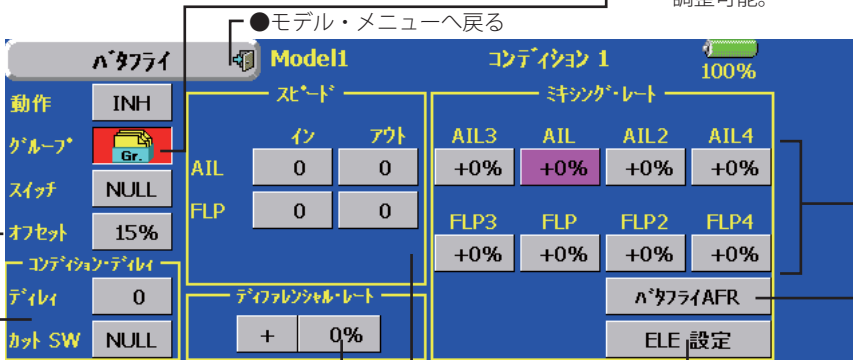 調整可能。
●モデル・メニューへ戻る
バタフライ Model1 コンディション 1 100%
動作 INH
グループ Gr.
スイッチ NULL
オフセット 15%
コンディション・ディレイ
ディレイ 0
カット SW NULL
スピード
イン アウト
AIL 0 0
FLP 0 0
ディファレンシャル・レート
+ 0%
ミキシング・レート
AIL3 AIL AIL2 AIL4
+0% +0% +0% +0%
FLP3 FLP FLP2 FLP4
+0% +0% +0% +0%
バタフライAFR
ELE 設定